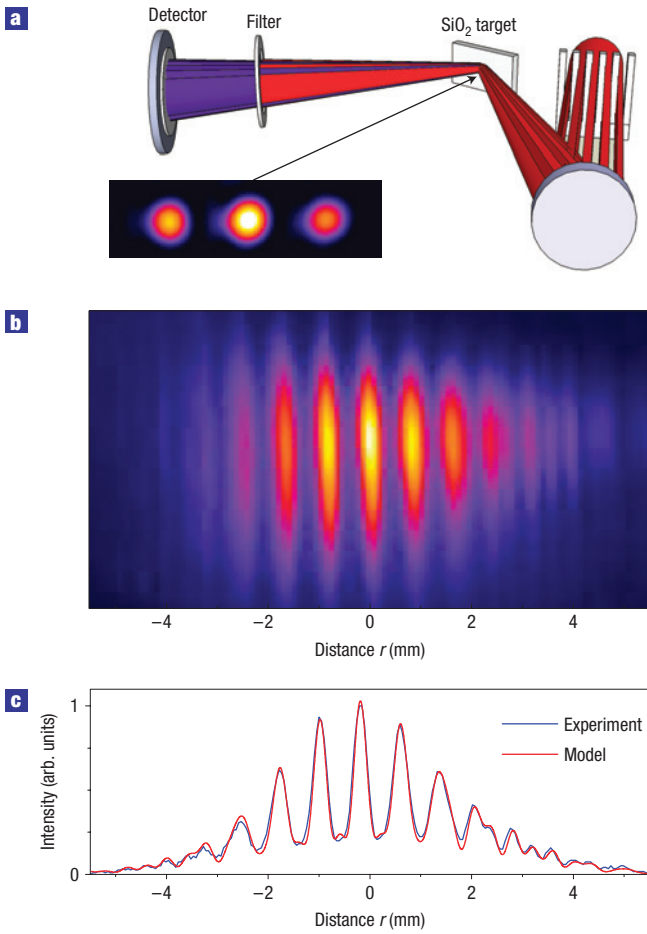 a
Detector
Filter
SiO₂ target
b
−4 −2 0 2 4
Distance r (mm)
c
Intensity (arb. units)
1
0
Experiment
Model
−4 −2 0 2 4
Distance r (mm)